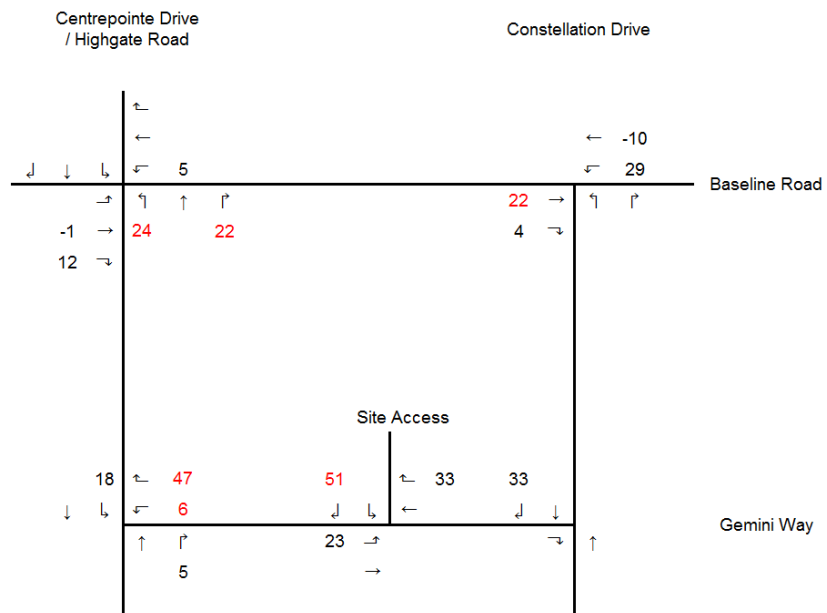 Centrepointe Drive
/ Highgate Road
Constellation Drive
-10
5
29
Baseline Road
22
-1
24
22
4
12
Site Access
18
47
51
33
33
6
Gemini Way
23
5